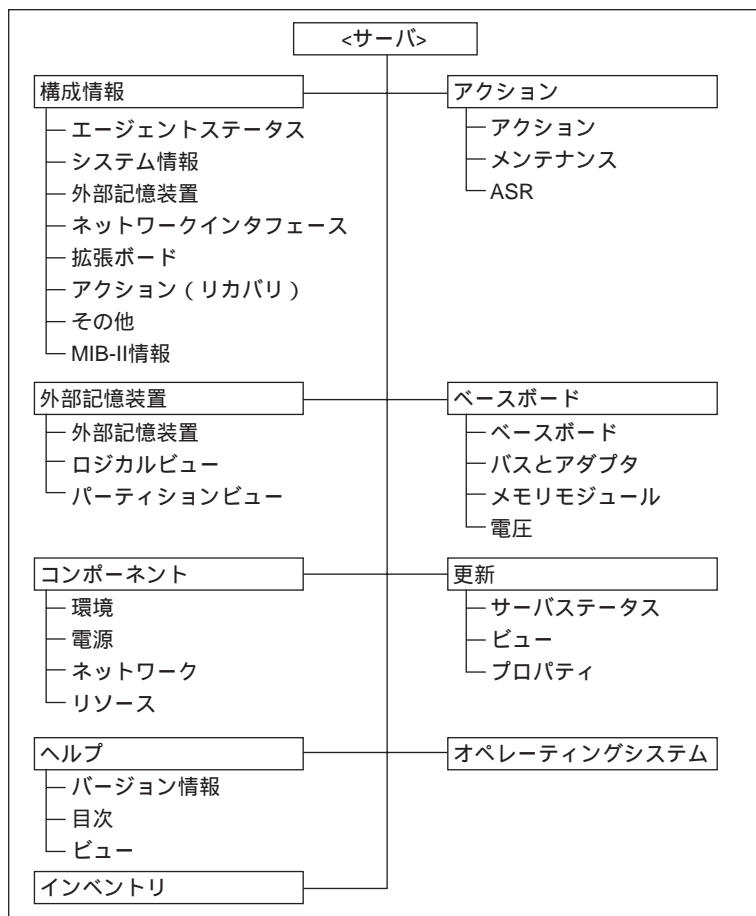 <サーバ>
構成情報
エージェントステータス
システム情報
外部記憶装置
ネットワークインタフェース
拡張ボード
アクション（リカバリ）
その他
MIB-II情報
アクション
アクション
メンテナンス
ASR
外部記憶装置
外部記憶装置
ロジカルビュー
パーティションビュー
ベースボード
ベースボード
バスとアダプタ
メモリモジュール
電圧
コンポーネント
環境
電源
ネットワーク
リソース
更新
サーバステータス
ビュー
プロパティ
ヘルプ
バージョン情報
目次
ビュー
オペレーティングシステム
インベントリ